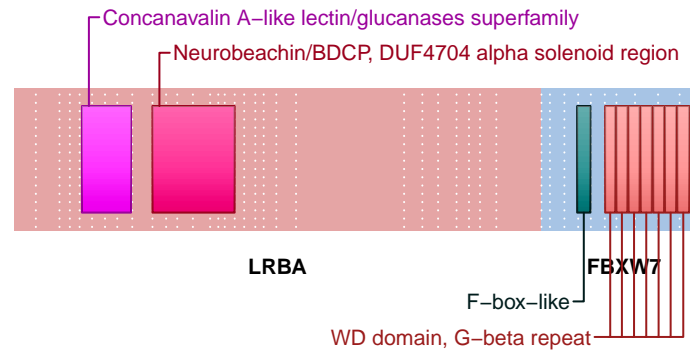 Concanavalin A−like lectin/glucanases superfamily
Neurobeachin/BDCP, DUF4704 alpha solenoid region
LRBA
FBXW7
F−box−like
WD domain, G−beta repeat